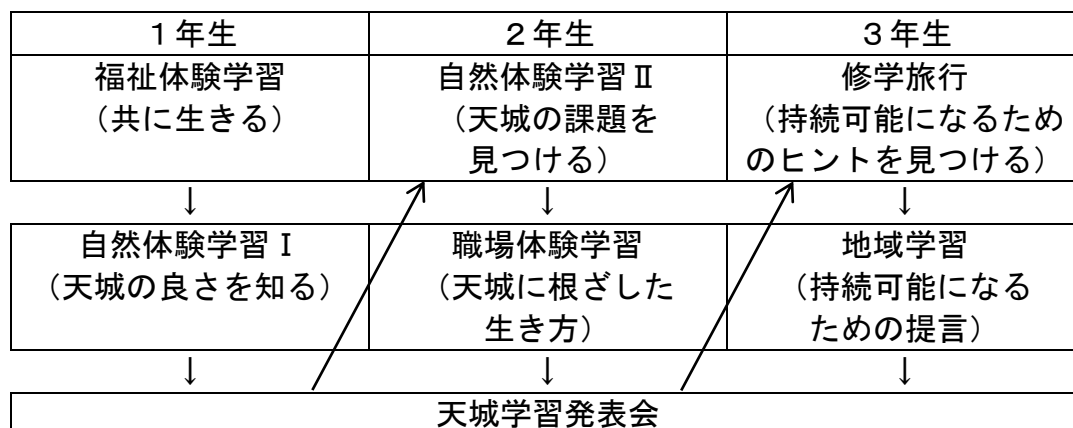 １年生
２年生
３年生
福祉体験学習
（共に生きる）
自然体験学習Ⅱ
（天城の課題を
見つける）
修学旅行
（持続可能になるため
のヒントを見つける）
↓
↓
↓
自然体験学習Ⅰ
（天城の良さを知る）
職場体験学習
（天城に根ざした
生き方）
地域学習
（持続可能になる
ための提言）
↓
↓
↓
天城学習発表会